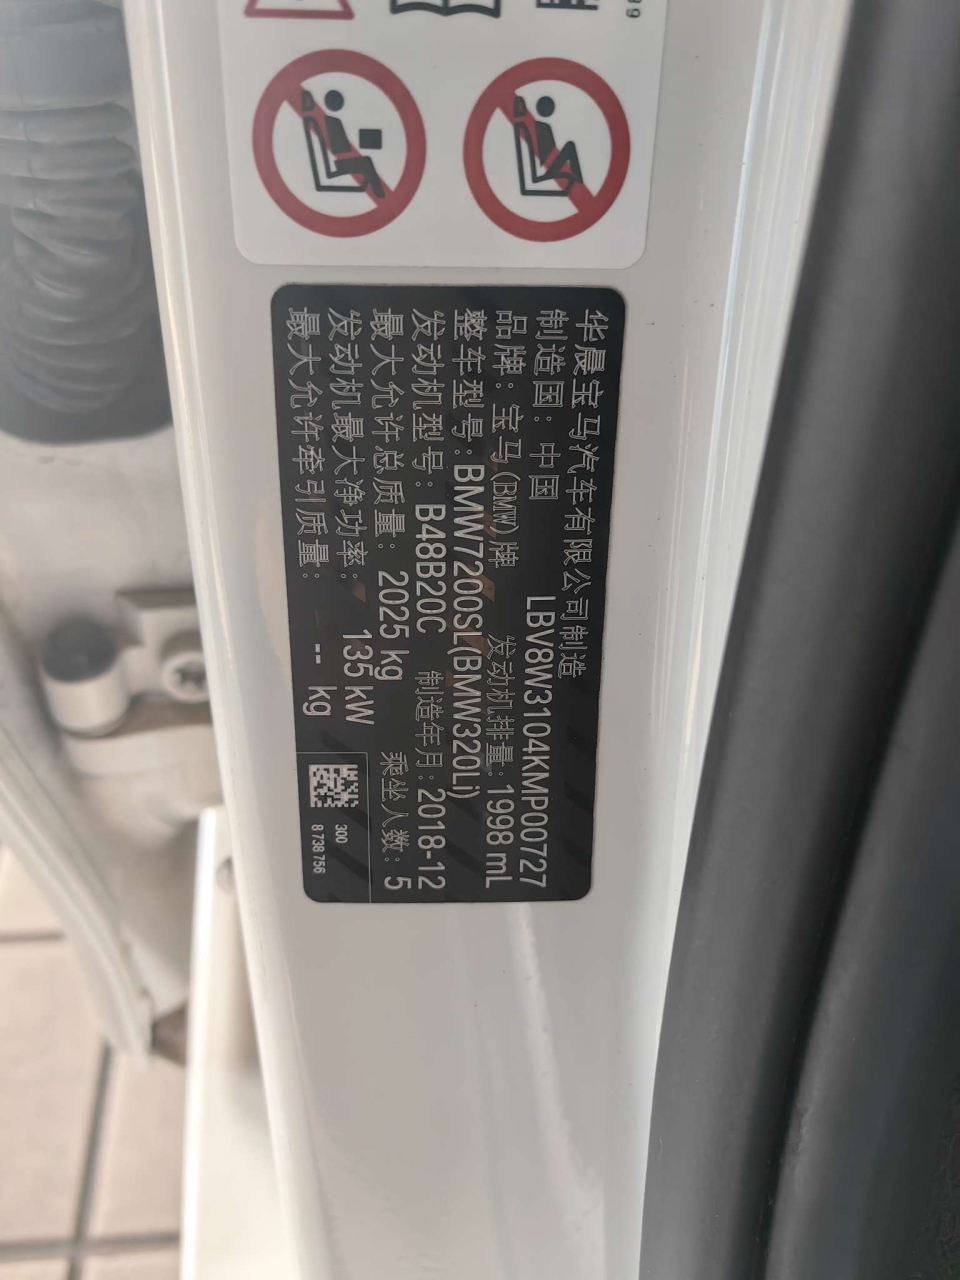 华晨宝马汽车有限公司制造
制造国：中国 LBV8W3104KMP00727
品牌：宝马(BMW)牌 发动机排量：1998 mL
整车型号：BMW7200SL(BMW320Li)
发动机型号：B48B20C 制造年月：2018-12
最大允许总质量：2025 kg 乘坐人数：5
发动机最大净功率：135 kW
最大允许牵引质量：-- kg
300
8 738 756